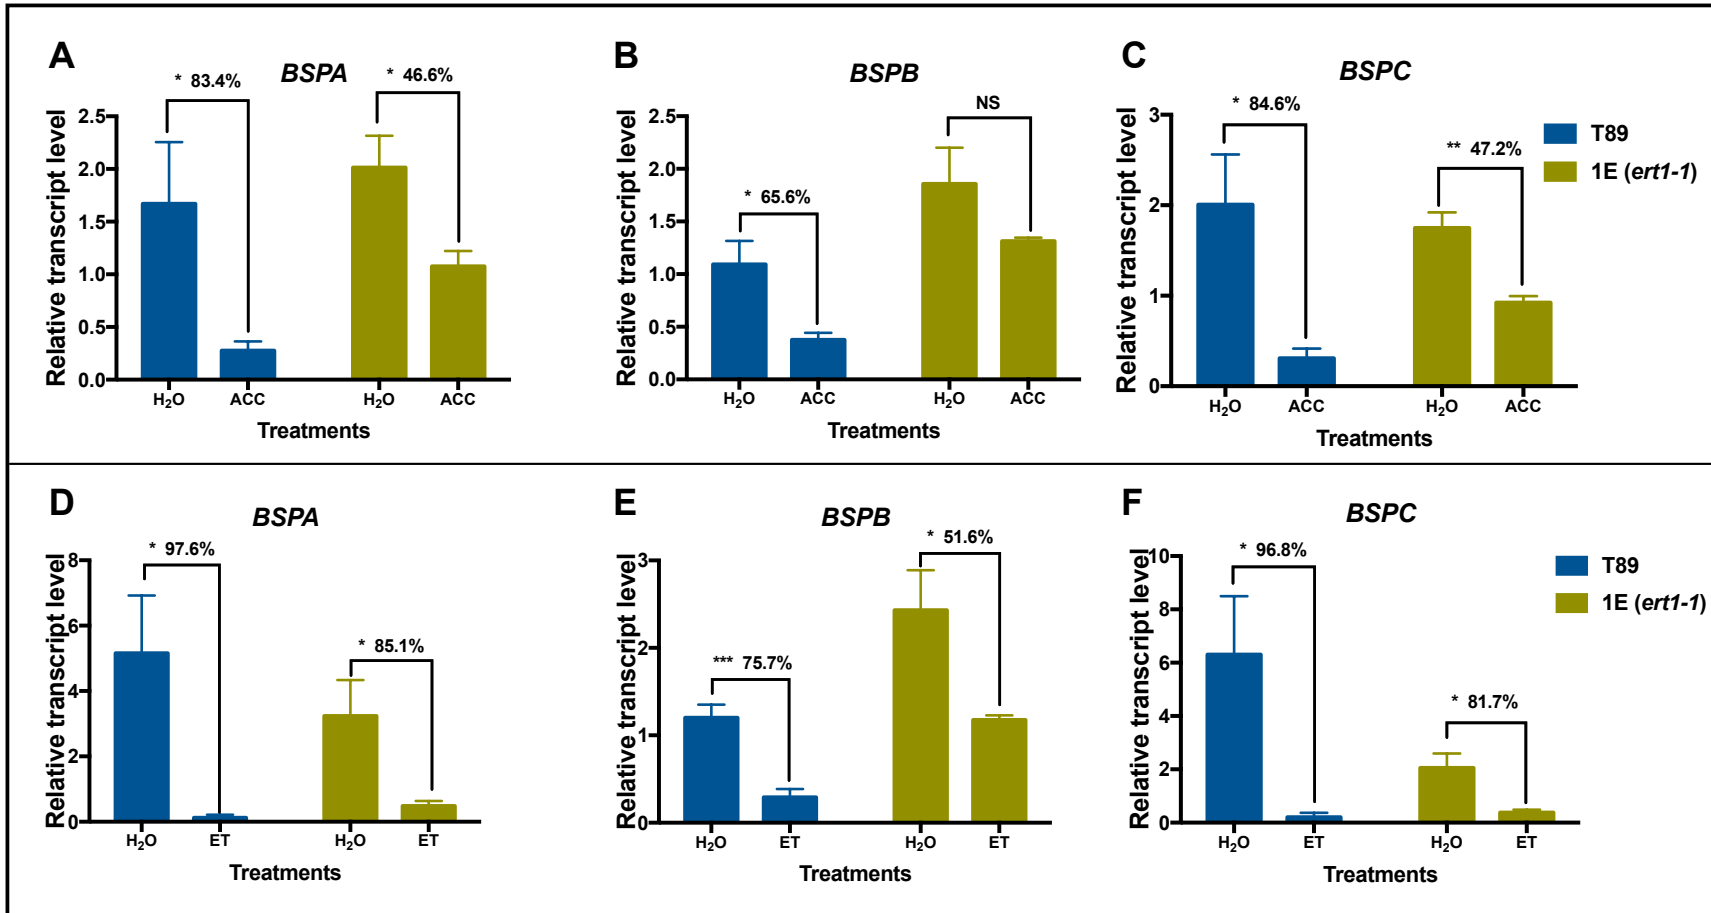 A
BSPA
* 83.4%
* 46.6%
Relative transcript level
2.5
2.0
1.5
1.0
0.5
0.0
H₂O
ACC
H₂O
ACC
Treatments
B
BSPB
* 65.6%
NS
Relative transcript level
2.5
2.0
1.5
1.0
0.5
0.0
H₂O
ACC
H₂O
ACC
Treatments
C
BSPC
* 84.6%
** 47.2%
Relative transcript level
3
2
1
0
H₂O
ACC
H₂O
ACC
Treatments
T89
1E (ert1-1)
D
BSPA
* 97.6%
* 85.1%
Relative transcript level
8
6
4
2
0
H₂O
ET
H₂O
ET
Treatments
E
BSPB
*** 75.7%
* 51.6%
Relative transcript level
3
2
1
0
H₂O
ET
H₂O
ET
Treatments
F
BSPC
* 96.8%
* 81.7%
Relative transcript level
10
8
6
4
2
0
H₂O
ET
H₂O
ET
Treatments
T89
1E (ert1-1)